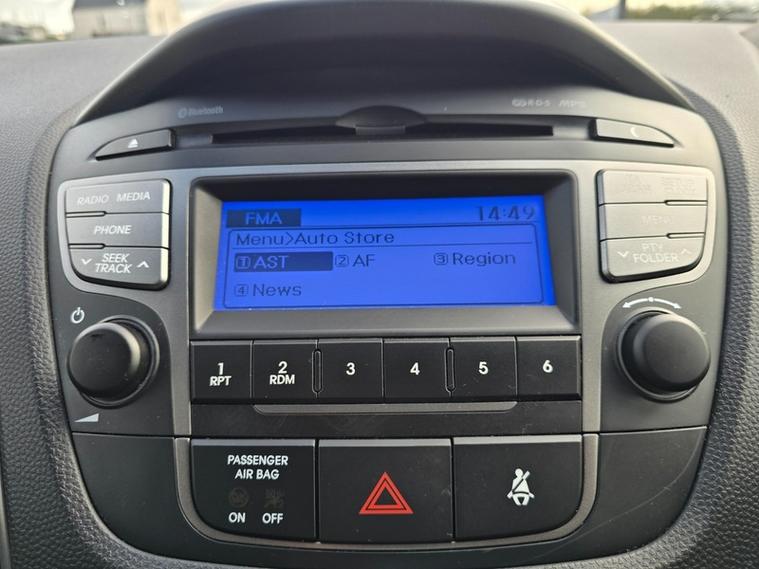 Bluetooth
R·D·S MP3
RADIO MEDIA
PHONE
SEEK
TRACK
FMA 14:49
Menu>Auto Store
1 AST 2 AF 3 Region
4 News
MENU
PTY
FOLDER
1 2 3 4 5 6
RPT RDM
PASSENGER
AIR BAG
ON OFF